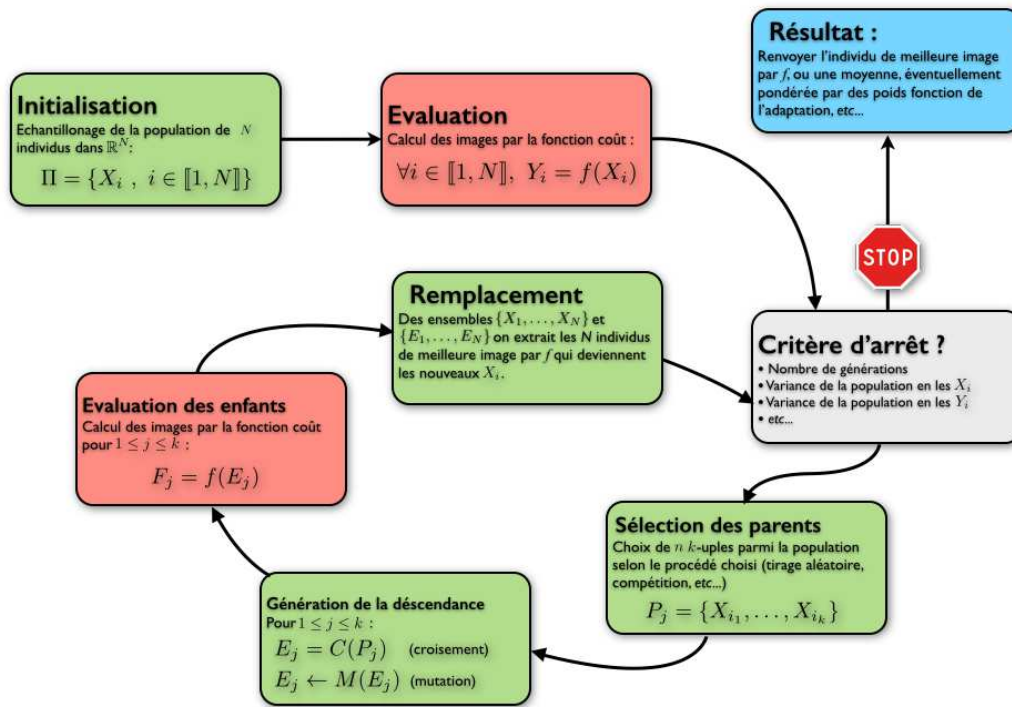 Initialisation
Echantillonage de la population de N
individus dans ℝ^N:
Π = {X_i , i ∈ ⟦1, N⟧}
Evaluation
Calcul des images par la fonction coût :
∀i ∈ ⟦1, N⟧, Y_i = f(X_i)
Résultat :
Renvoyer l'individu de meilleure image
par f, ou une moyenne, éventuellement
pondérée par des poids fonction de
l'adaptation, etc...
STOP
Critère d'arrêt ?
• Nombre de générations
• Variance de la population en les X_i
• Variance de la population en les Y_i
• etc...
Sélection des parents
Choix de n k-uples parmi la population
selon le procédé choisi (tirage aléatoire,
compétition, etc...)
P_j = {X_{i_1}, . . . , X_{i_k}}
Génération de la déscendance
Pour 1 ≤ j ≤ k :
E_j = C(P_j) (croisement)
E_j ← M(E_j) (mutation)
Evaluation des enfants
Calcul des images par la fonction coût
pour 1 ≤ j ≤ k :
F_j = f(E_j)
Remplacement
Des ensembles {X_1, . . . , X_N} et
{E_1, . . . , E_N} on extrait les N individus
de meilleure image par f qui deviennent
les nouveaux X_i.